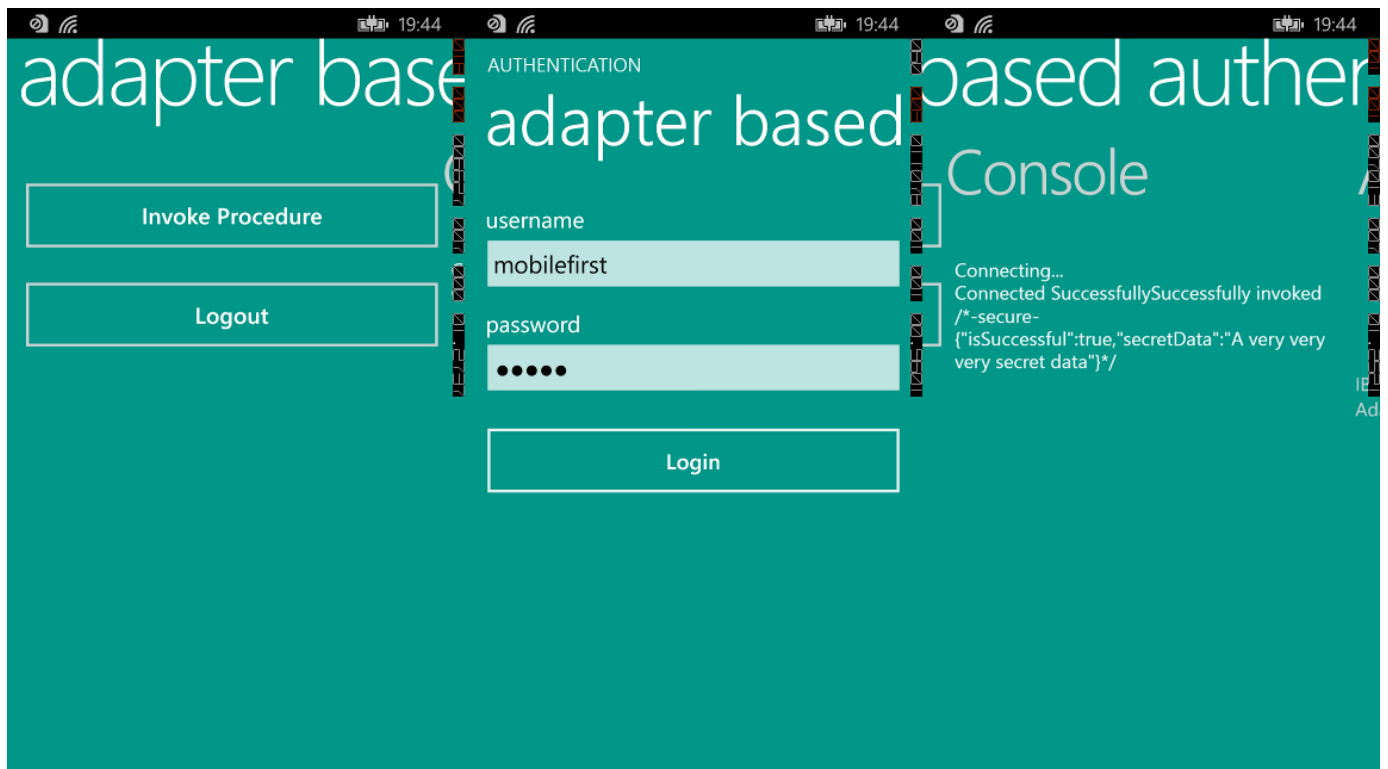 19:44
adapter base
Invoke Procedure
Logout
19:44
AUTHENTICATION
adapter based
username
mobilefirst
password
●●●●●
Login
19:44
based authen
Console
Connecting...
Connected SuccessfullySuccessfully invoked
/*-secure-
{"isSuccessful":true,"secretData":"A very very
very secret data"}*/
Ad